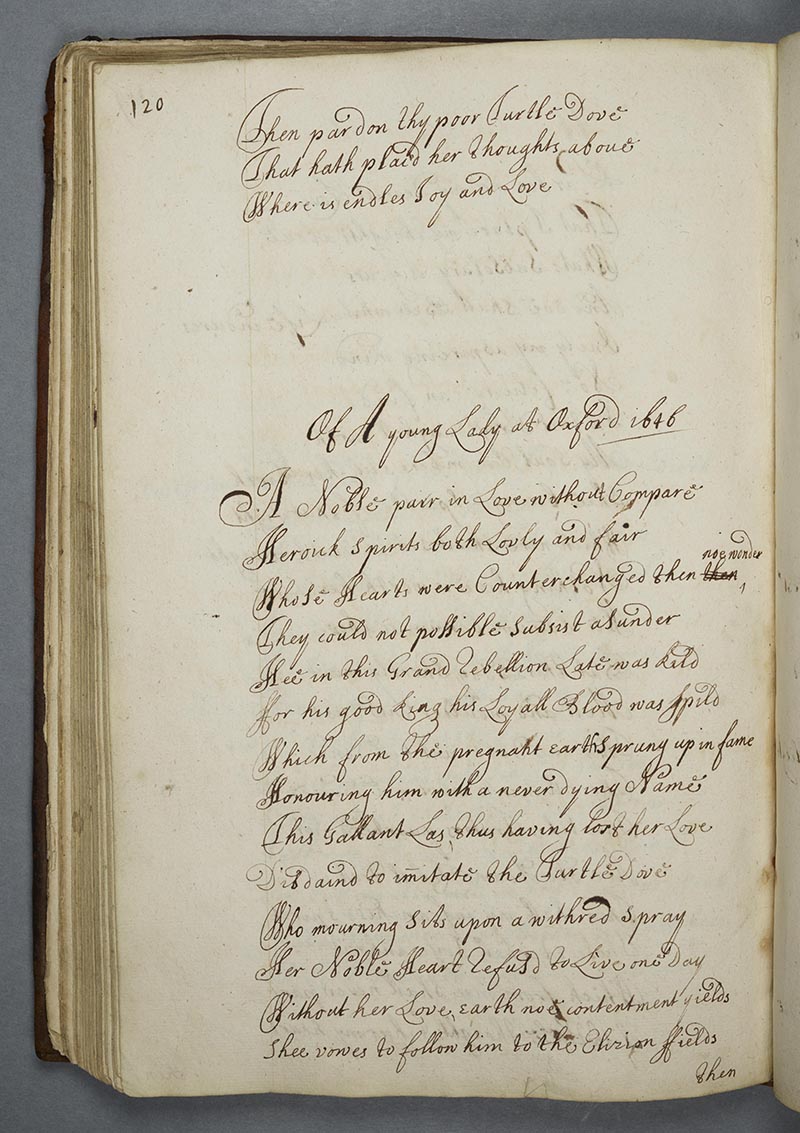 120
Then pardon thy poor Turtle Dove
That hath placd her thoughts above
Where is endles Joy and Love
Of A young Lady at Oxford 1646
A Noble pair in Love without Compare
Heroick Spirits both Lovly and fair
Whose Hearts were Counterchanged then then noe wonder
They could not possible Subsist asunder
Hee in this Grand Rebellion Late was kild
ffor his good King his Loyall Blood was spild
Which from the pregnant earth Sprung up in fame
Honouring him with a never dying Name
This Gallant Las, thus having lost her Love
Disdaind to imitate the Turtle Dove
Who mourning Sits upon a withred Spray
Her Noble Heart refusd to Live one Day
Without her Love, earth noe contentment yields
Shee vowes to follow him to the Elizian ffields
then